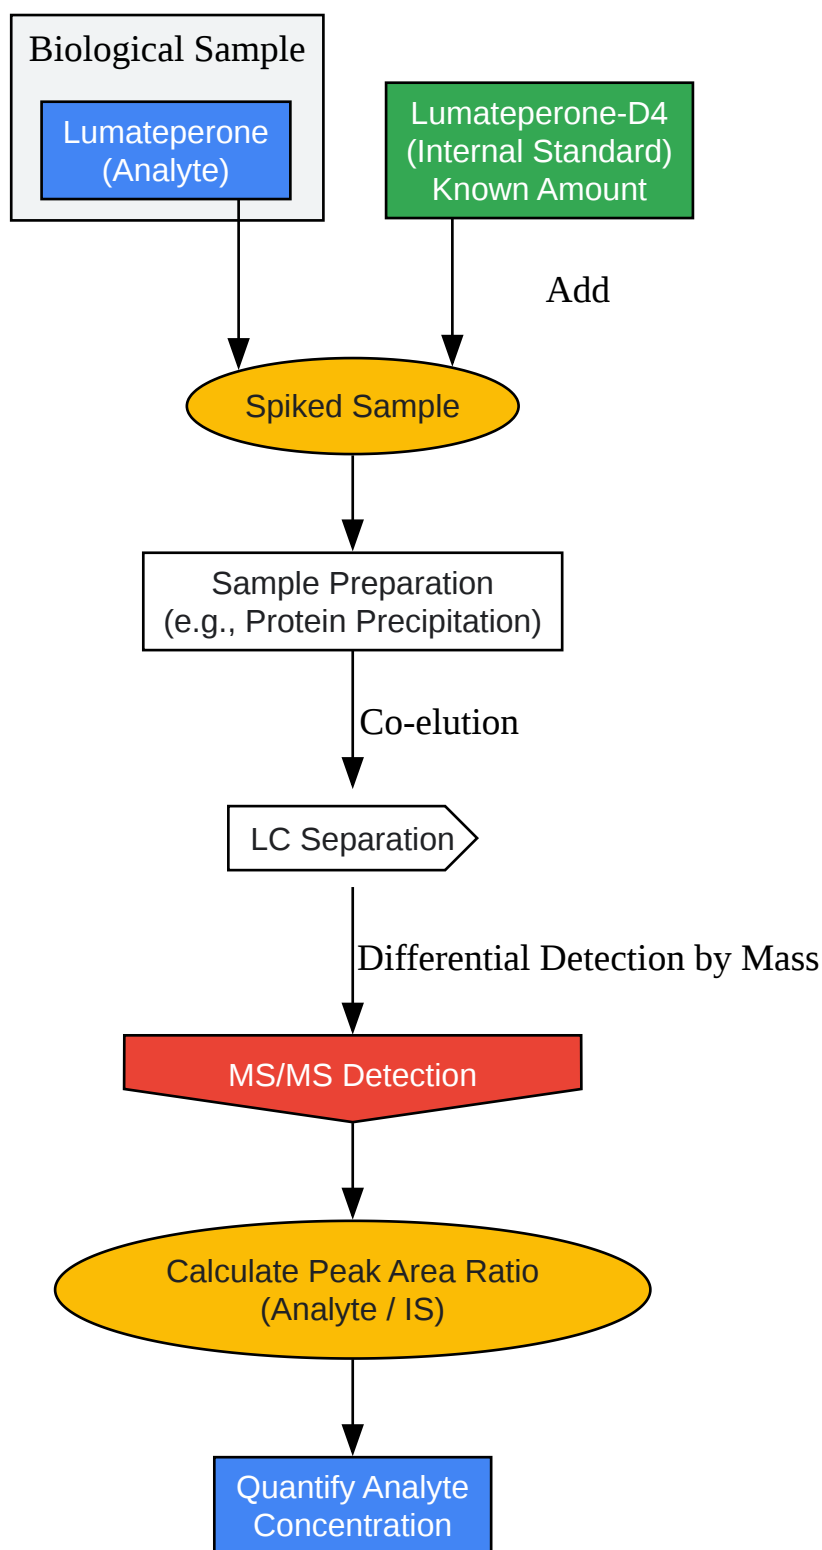 Biological Sample
Lumateperone
(Analyte)
Lumateperone-D4
(Internal Standard)
Known Amount
Add
Spiked Sample
Sample Preparation
(e.g., Protein Precipitation)
Co-elution
LC Separation
Differential Detection by Mass
MS/MS Detection
Calculate Peak Area Ratio
(Analyte / IS)
Quantify Analyte
Concentration